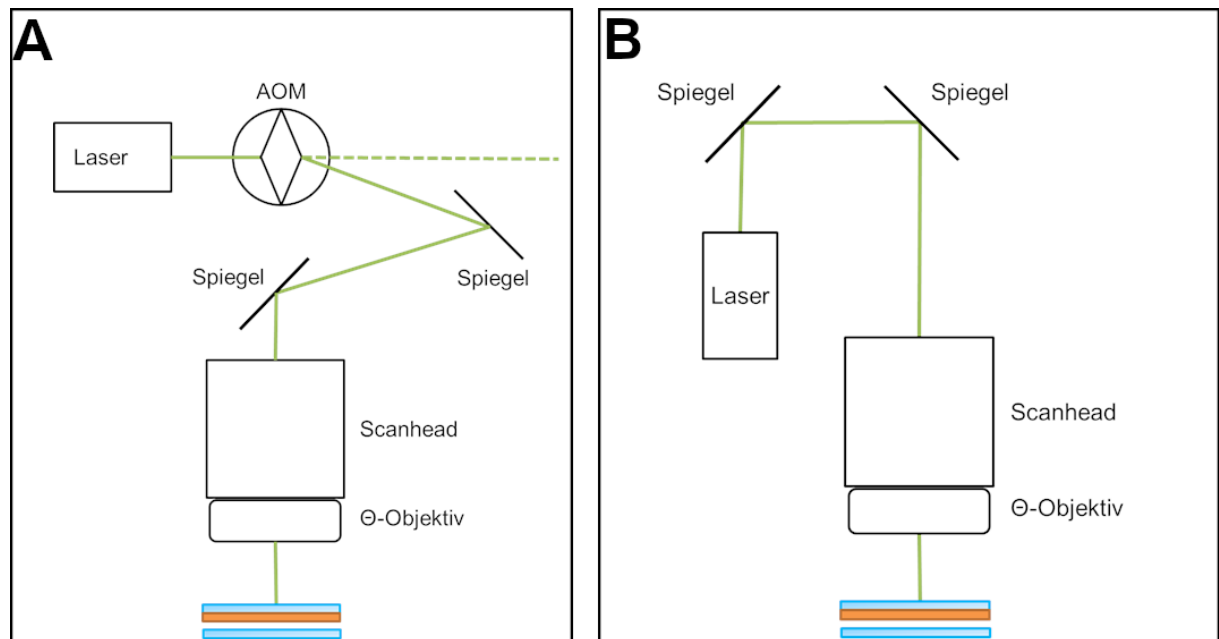 A
AOM
Laser
Spiegel
Spiegel
Scanhead
Θ-Objektiv
B
Spiegel
Spiegel
Laser
Scanhead
Θ-Objektiv